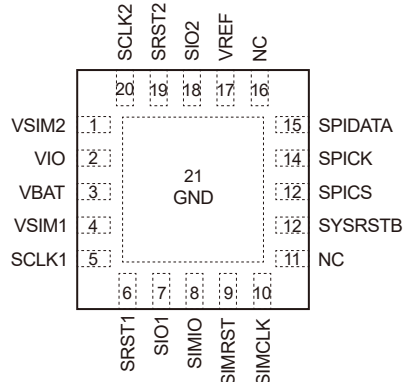 SCLK2
SRST2
SIO2
VREF
NC
20 19 18 17 16
VSIM2 1
VIO 2
VBAT 3
VSIM1 4
SCLK1 5
21
GND
15 SPIDATA
14 SPICK
12 SPICS
12 SYSRSTB
11 NC
6 7 8 9 10
SRST1
SIO1
SIMIO
SIMRST
SIMCLK